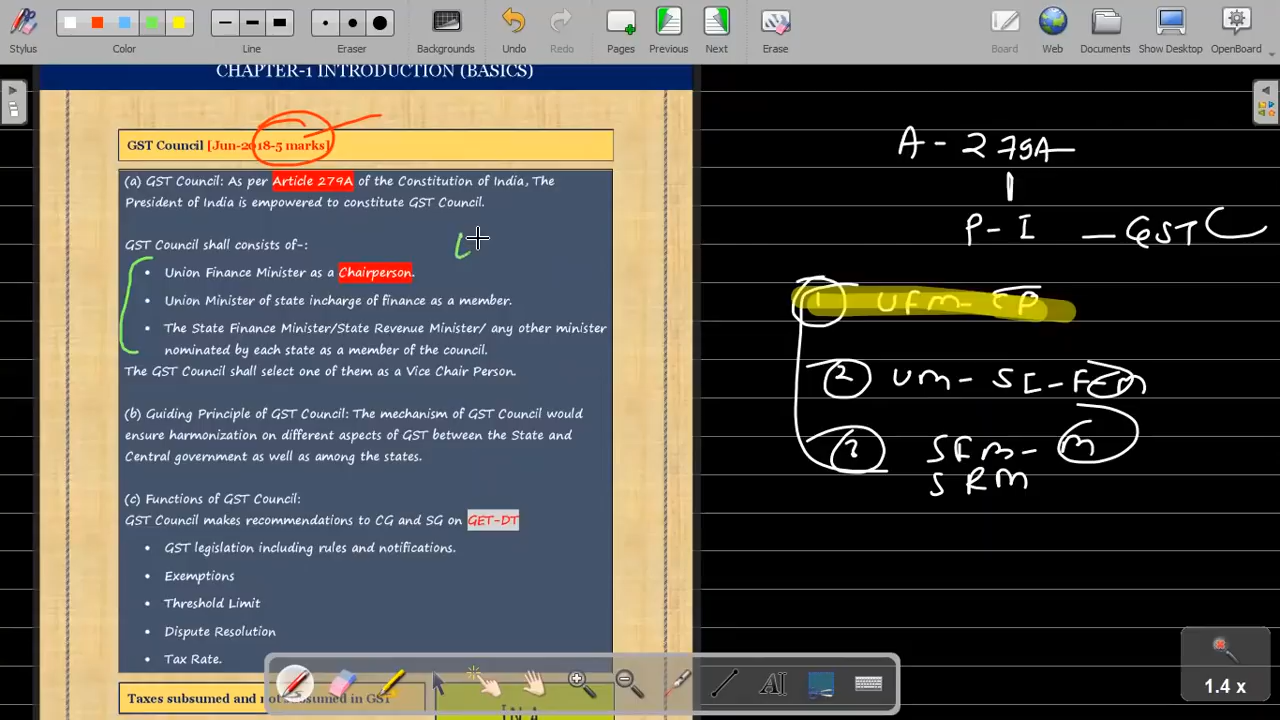 Stylus
Color
Line
Eraser
Backgrounds
Undo
Redo
Pages
Previous
Next
Erase
Board
Web
Documents
Show Desktop
OpenBoard
CHAPTER-1 INTRODUCTION (BASICS)
GST Council [Jun-2018-5 marks]
(a) GST Council: As per Article 279A of the Constitution of India, The
President of India is empowered to constitute GST Council.
GST Council shall consists of-:
• Union Finance Minister as a Chairperson.
• Union Minister of state incharge of finance as a member.
• The State Finance Minister/State Revenue Minister/ any other minister
nominated by each state as a member of the council.
The GST Council shall select one of them as a Vice Chair Person.
(b) Guiding Principle of GST Council: The mechanism of GST Council would
ensure harmonization on different aspects of GST between the State and
Central government as well as among the states.
(c) Functions of GST Council:
GST Council makes recommendations to CG and SG on GET-DT
• GST legislation including rules and notifications.
• Exemptions
• Threshold Limit
• Dispute Resolution
• Tax Rate.
Taxes subsumed and not subsumed in GST
IN A
A - 279A
P - I — GST C
1 UFM - CP
2 UM - SI - F
SFM - M
SRM
1.4 x